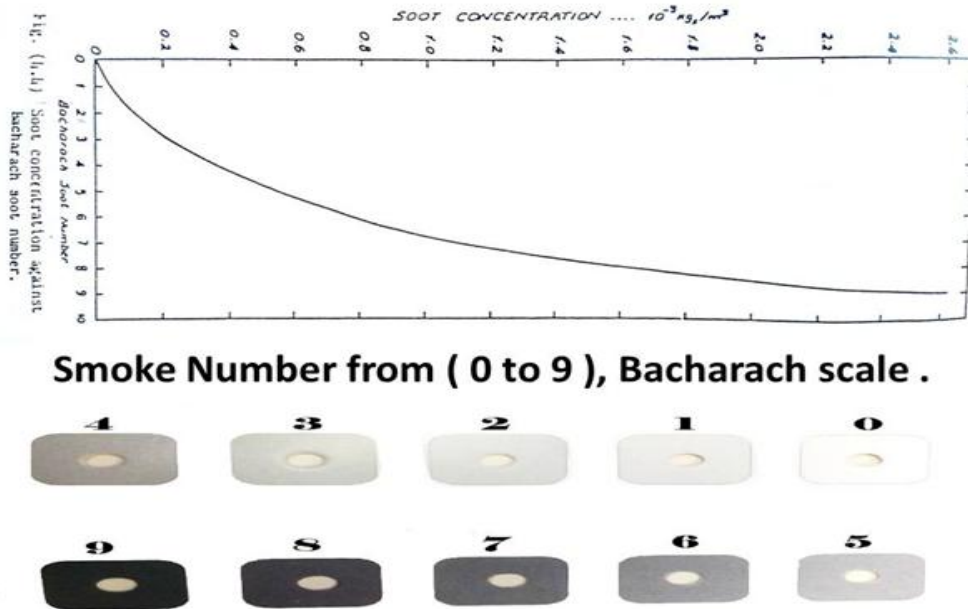 SOOT CONCENTRATION .... 10⁻³ kg/m³
0 0.2 0.4 0.6 0.8 1.0 1.2 1.4 1.6 1.8 2.0 2.2 2.4 2.6
0
1
2
3
4
5
6
7
8
9
10
Bacharach Soot Number
Fig. (4.4) Soot concentration against
bacharach soot number.
Smoke Number from ( 0 to 9 ), Bacharach scale .
4 3 2 1 0
9 8 7 6 5